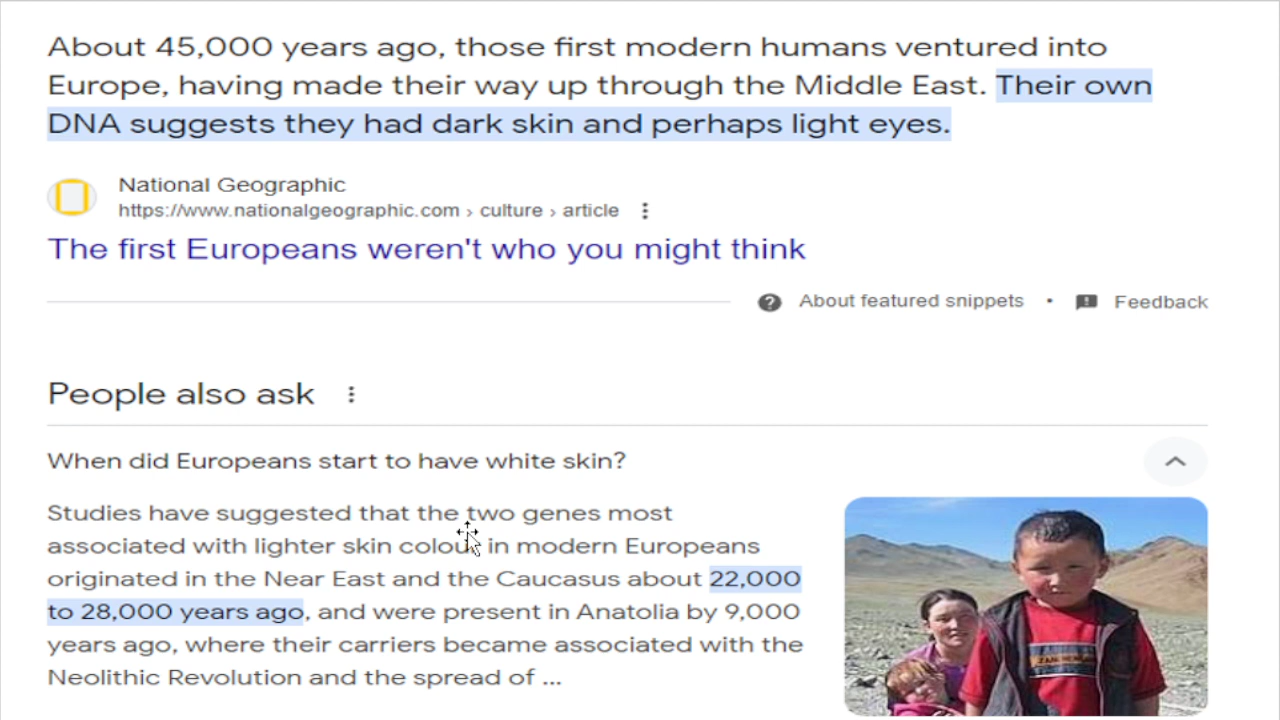 About 45,000 years ago, those first modern humans ventured into
Europe, having made their way up through the Middle East. Their own
DNA suggests they had dark skin and perhaps light eyes.
National Geographic
https://www.nationalgeographic.com › culture › article
The first Europeans weren't who you might think
About featured snippets • Feedback
People also ask
When did Europeans start to have white skin?
Studies have suggested that the two genes most
associated with lighter skin colour in modern Europeans
originated in the Near East and the Caucasus about 22,000
to 28,000 years ago, and were present in Anatolia by 9,000
years ago, where their carriers became associated with the
Neolithic Revolution and the spread of ...